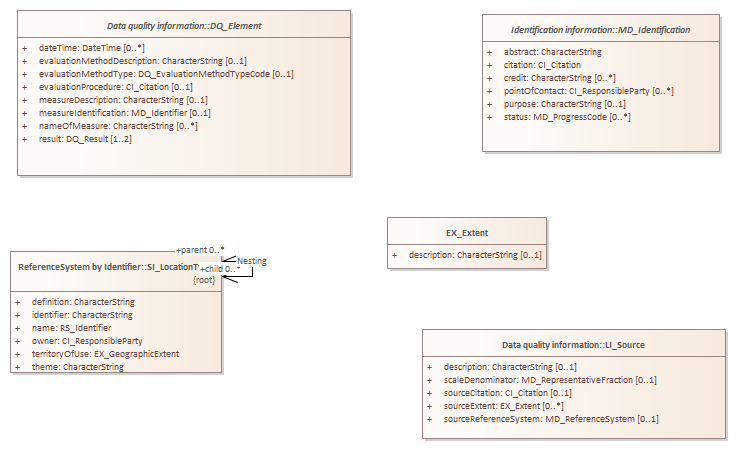 Data quality information::DQ_Element
+ dateTime: DateTime [0..*]
+ evaluationMethodDescription: CharacterString [0..1]
+ evaluationMethodType: DQ_EvaluationMethodTypeCode [0..1]
+ evaluationProcedure: CI_Citation [0..1]
+ measureDescription: CharacterString [0..1]
+ measureIdentification: MD_Identifier [0..1]
+ nameOfMeasure: CharacterString [0..*]
+ result: DQ_Result [1..2]
Identification information::MD_Identification
+ abstract: CharacterString
+ citation: CI_Citation
+ credit: CharacterString [0..*]
+ pointOfContact: CI_ResponsibleParty [0..*]
+ purpose: CharacterString [0..1]
+ status: MD_ProgressCode [0..*]
EX_Extent
+ description: CharacterString [0..1]
+parent 0..*
Nesting
+child 0..*
{root}
ReferenceSystem by Identifier::SI_LocationT
+ definition: CharacterString
+ identifier: CharacterString
+ name: RS_Identifier
+ owner: CI_ResponsibleParty
+ territoryOfUse: EX_GeographicExtent
+ theme: CharacterString
Data quality information::LI_Source
+ description: CharacterString [0..1]
+ scaleDenominator: MD_RepresentativeFraction [0..1]
+ sourceCitation: CI_Citation [0..1]
+ sourceExtent: EX_Extent [0..*]
+ sourceReferenceSystem: MD_ReferenceSystem [0..1]